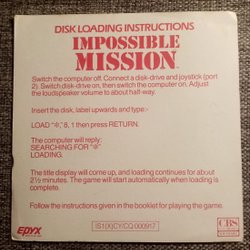 DISK LOADING INSTRUCTIONS
IMPOSSIBLE
MISSION
Switch the computer off. Connect a disk-drive and joystick (port
2). Switch disk-drive on, then switch the computer on. Adjust
the loudspeaker volume to about half-way.
Insert the disk, label upwards and type:-
LOAD "*", 8, 1 then press RETURN.
The computer will reply:
SEARCHING FOR "*"
LOADING.
The title display will come up, and loading continues for about
2½ minutes. The game will start automatically when loading is
complete.
Follow the instructions given in the booklet for playing the game.
EPYX
IS1(X)CY/CQ 000917
CBS